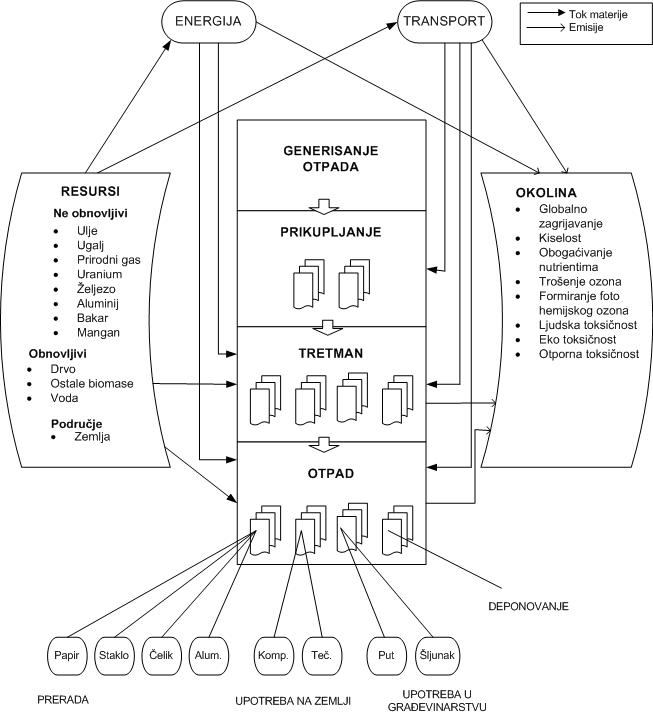 ENERGIJA
TRANSPORT
Tok materije
Emisije
GENERISANJE
OTPADA
RESURSI
Ne obnovljivi
Ulje
Ugalj
Prirodni gas
Uranium
Željezo
Aluminij
Bakar
Mangan
Obnovljivi
Drvo
Ostale biomase
Voda
Područje
Zemlja
PRIKUPLJANJE
TRETMAN
OTPAD
OKOLINA
Globalno
zagrijavanje
Kiselost
Obogaćivanje
nutrientima
Trošenje ozona
Formiranje foto
hemijskog ozona
Ljudska toksičnost
Eko toksičnost
Otporna toksičnost
DEPONOVANJE
Papir
Staklo
Čelik
Alum.
Komp.
Teč.
Put
Šljunak
PRERADA
UPOTREBA NA ZEMLJI
UPOTREBA U
GRAĐEVINARSTVU